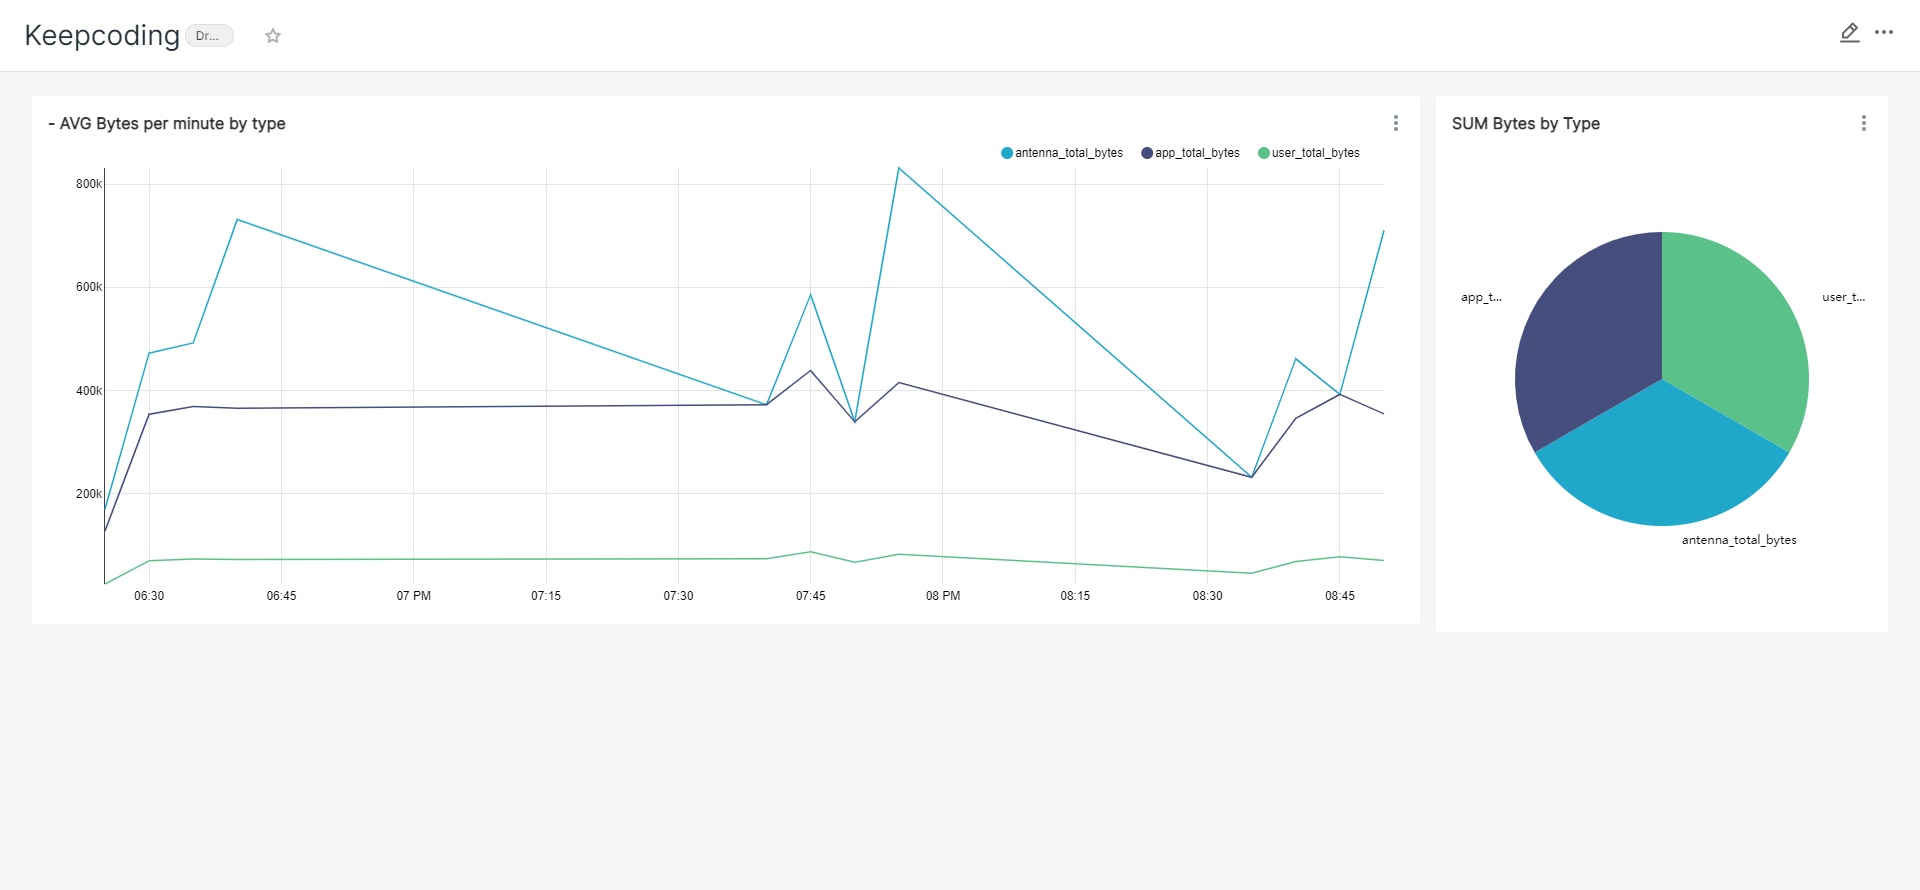 Keepcoding Dr...
- AVG Bytes per minute by type
antenna_total_bytes app_total_bytes user_total_bytes
800k
600k
400k
200k
06:30 06:45 07 PM 07:15 07:30 07:45 08 PM 08:15 08:30 08:45
SUM Bytes by Type
app_t... user_t...
antenna_total_bytes